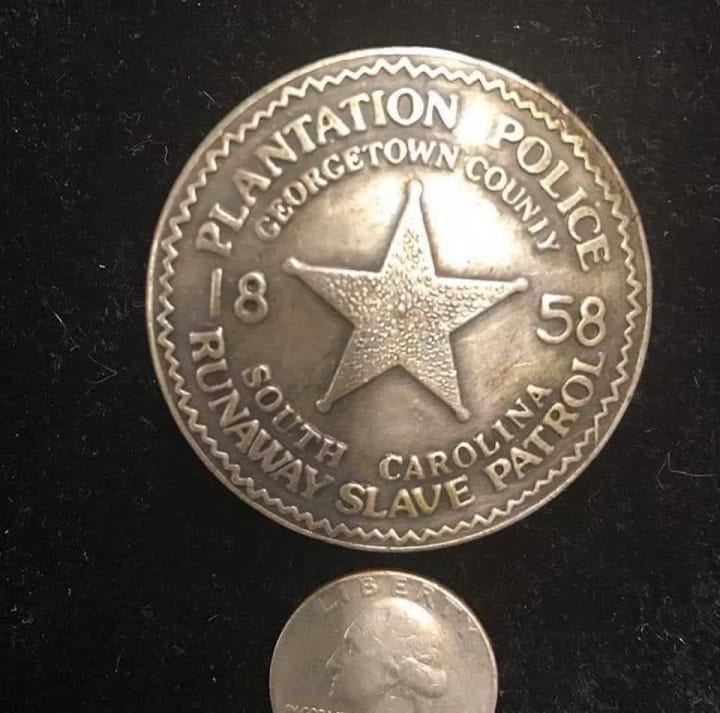 PLANTATION POLICE
GEORGETOWN COUNTY
18 58
SOUTH CAROLINA
RUNAWAY SLAVE PATROL
LIBERTY